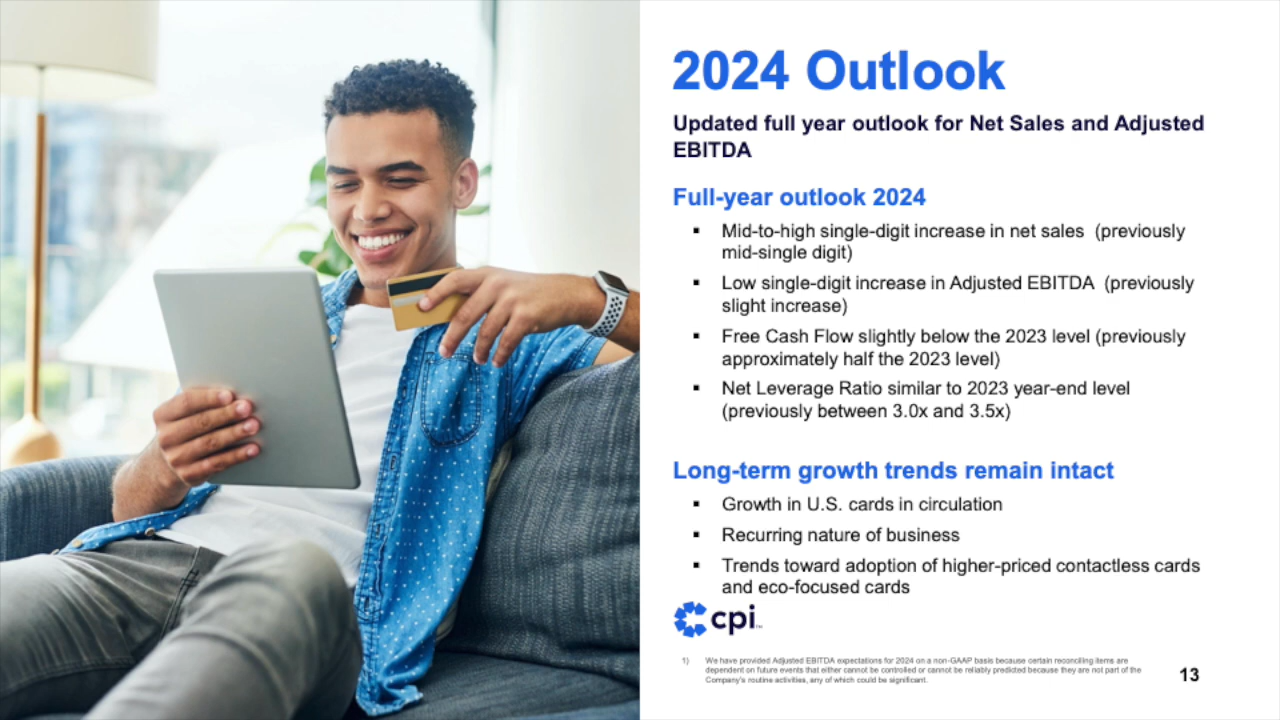 2024 Outlook
Updated full year outlook for Net Sales and Adjusted
EBITDA
Full-year outlook 2024
▪ Mid-to-high single-digit increase in net sales (previously
mid-single digit)
▪ Low single-digit increase in Adjusted EBITDA (previously
slight increase)
▪ Free Cash Flow slightly below the 2023 level (previously
approximately half the 2023 level)
▪ Net Leverage Ratio similar to 2023 year-end level
(previously between 3.0x and 3.5x)
Long-term growth trends remain intact
▪ Growth in U.S. cards in circulation
▪ Recurring nature of business
▪ Trends toward adoption of higher-priced contactless cards
and eco-focused cards
cpi™
1) We have provided Adjusted EBITDA expectations for 2024 on a non-GAAP basis because certain reconciling items are
dependent on future events that either cannot be controlled or cannot be reliably predicted because they are not part of the
Company's routine activities, any of which could be significant.
13